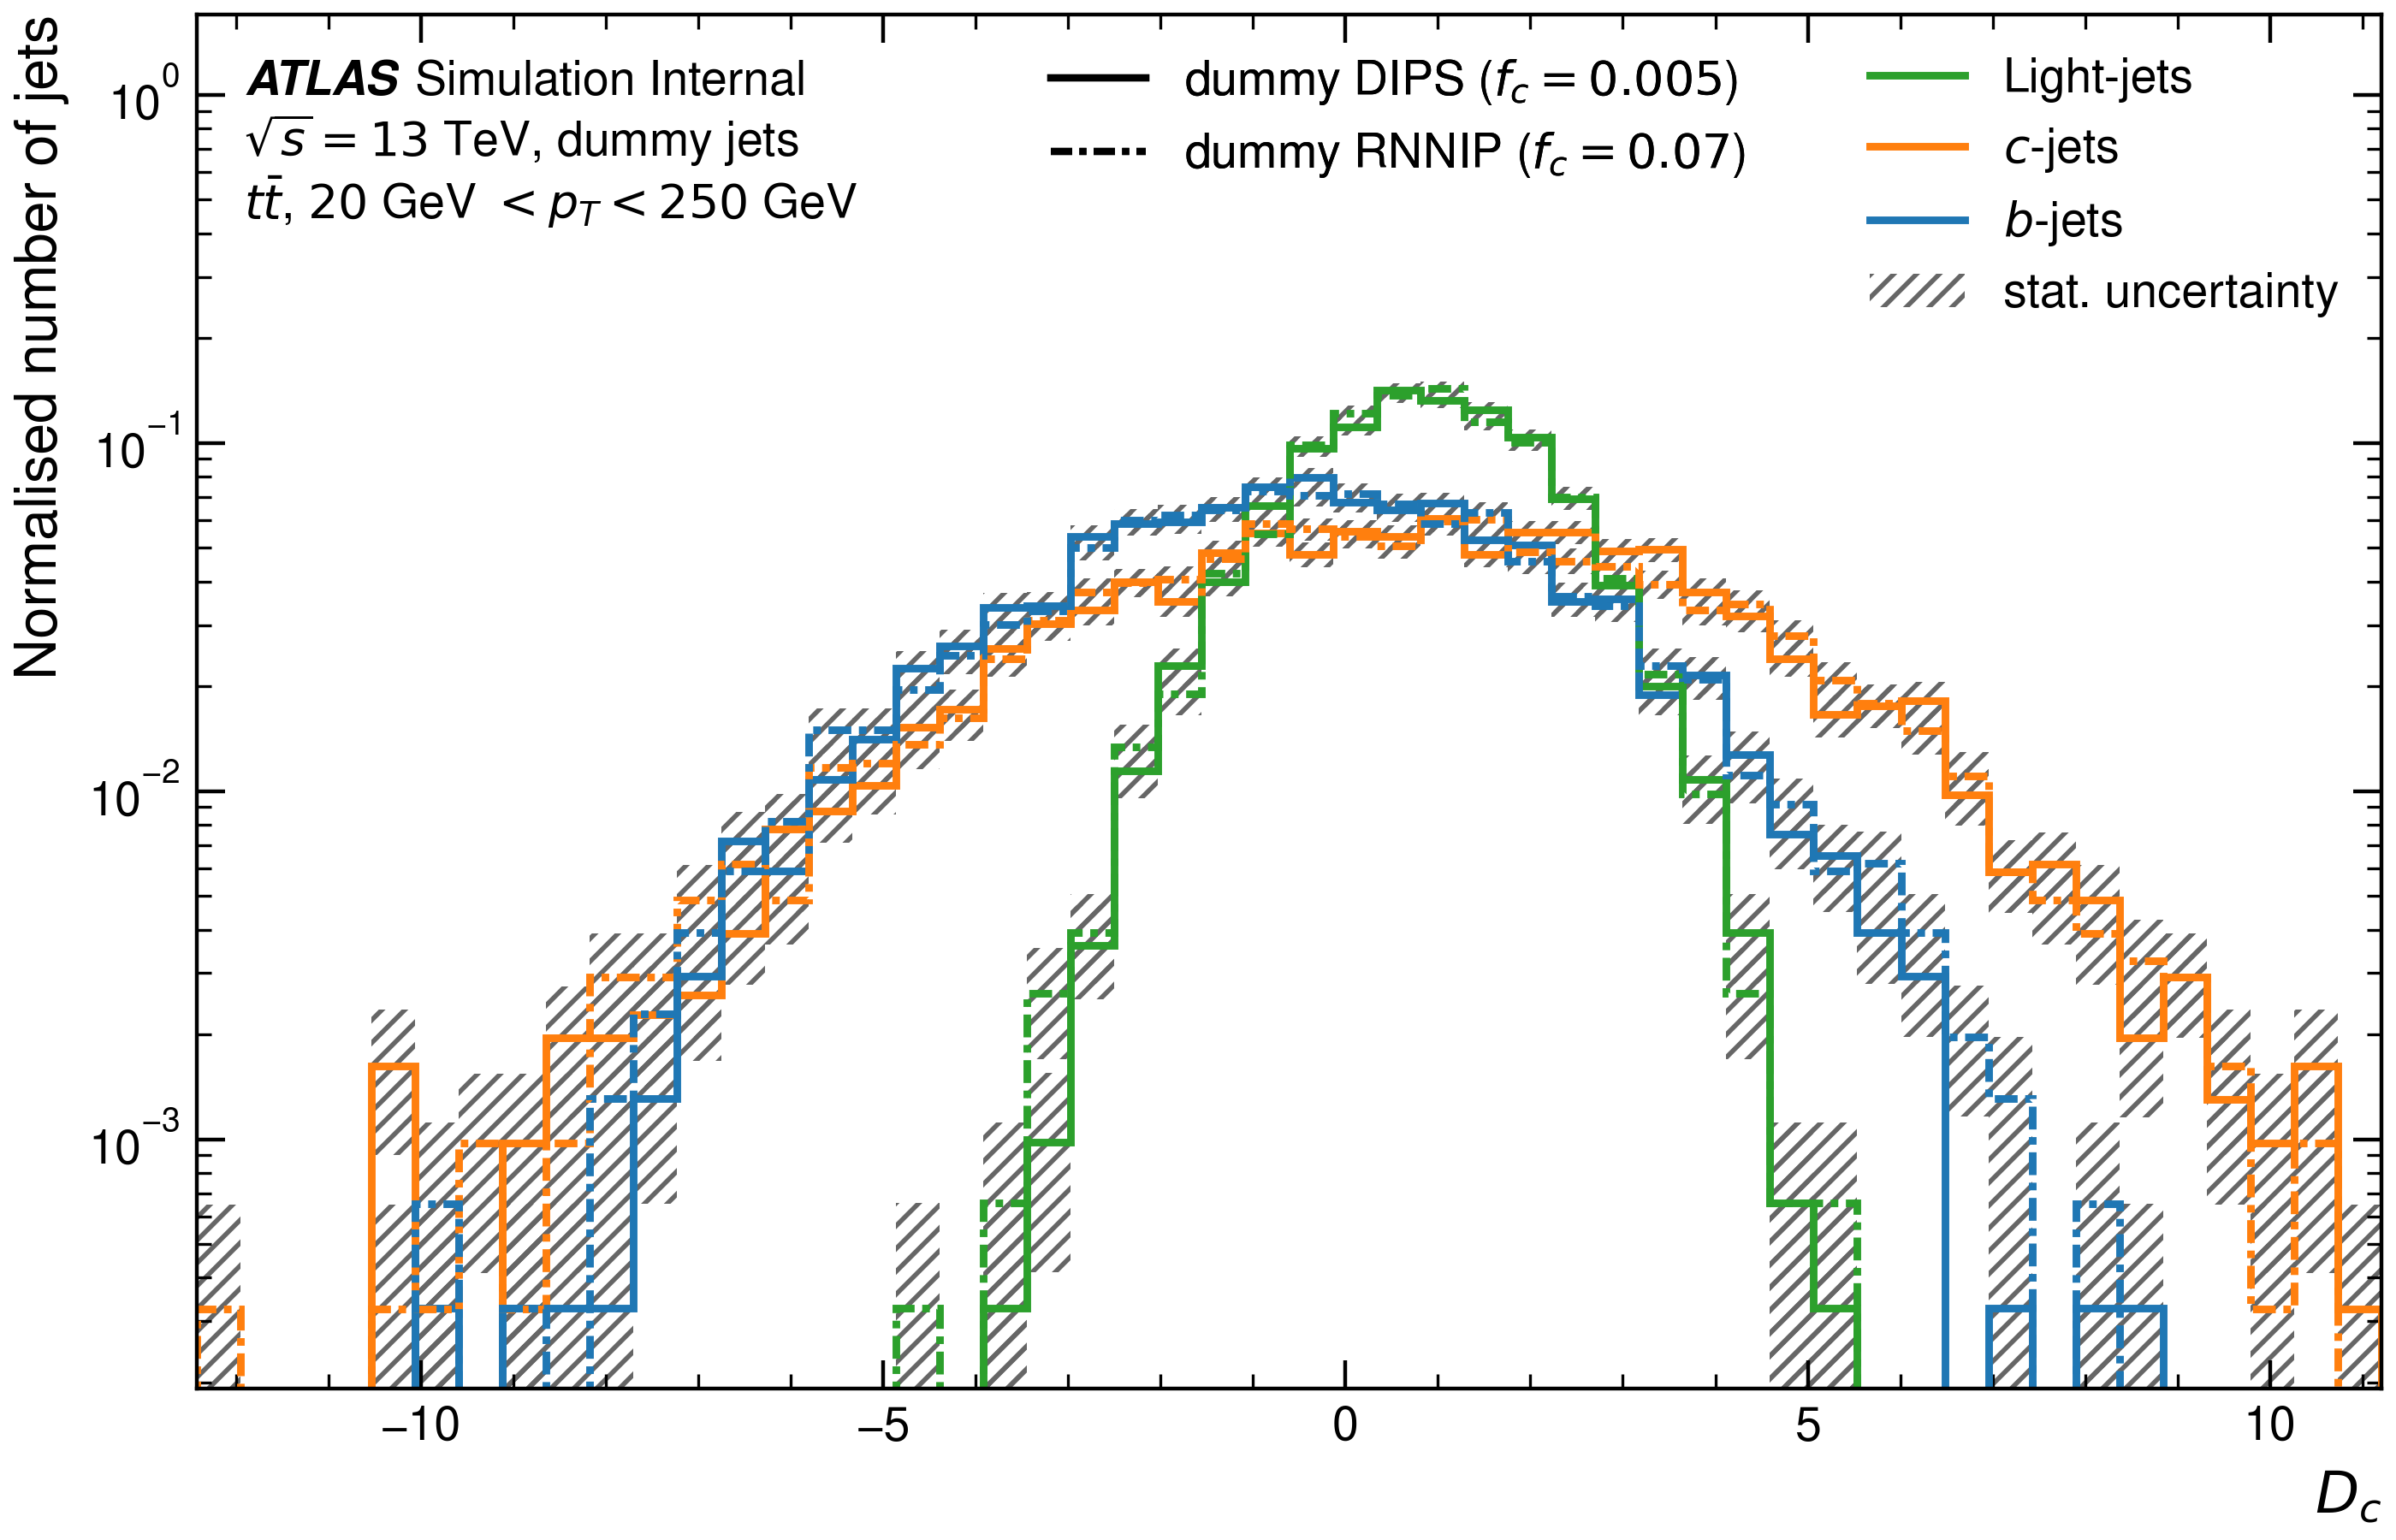 Normalised number of jets
ATLAS Simulation Internal
√s = 13 TeV, dummy jets
tt̄, 20 GeV < p_T < 250 GeV
dummy DIPS (f_c = 0.005)
dummy RNNIP (f_c = 0.07)
Light-jets
c-jets
b-jets
stat. uncertainty
10⁰
10⁻¹
10⁻²
10⁻³
−10 −5 0 5 10
D_c